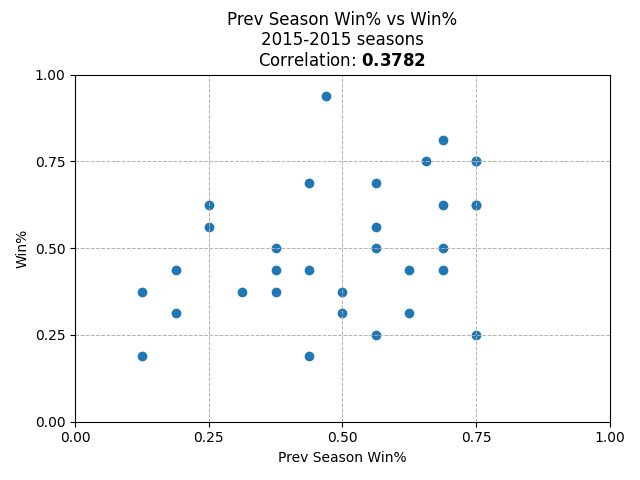 Prev Season Win% vs Win%
2015-2015 seasons
Correlation: 0.3782
1.00
0.75
0.50
0.25
0.00
Win%
0.00 0.25 0.50 0.75 1.00
Prev Season Win%